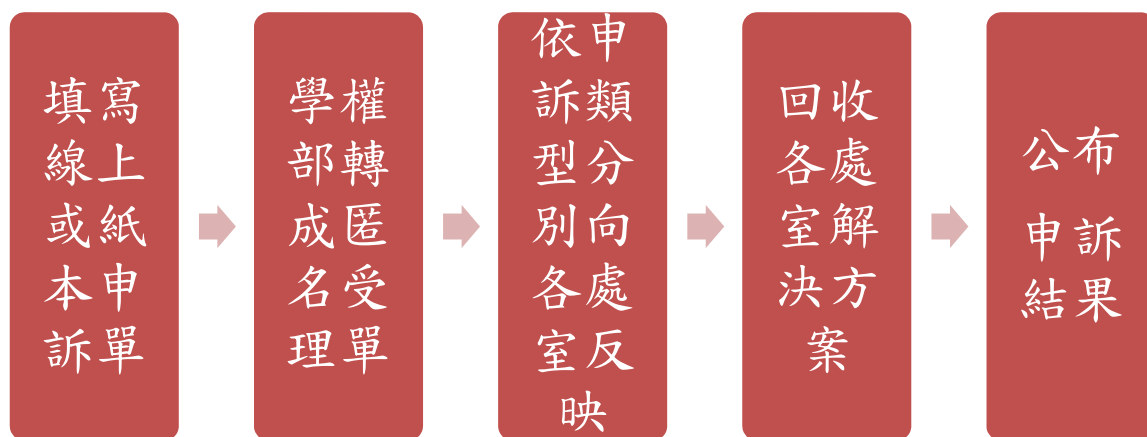 填寫
線上
或紙
本申
訴單
學權
部轉
成匿
名受
理單
依申
訴類
型分
別向
各處
室反
映
回收
各處
室解
決方
案
公布
申訴
結果